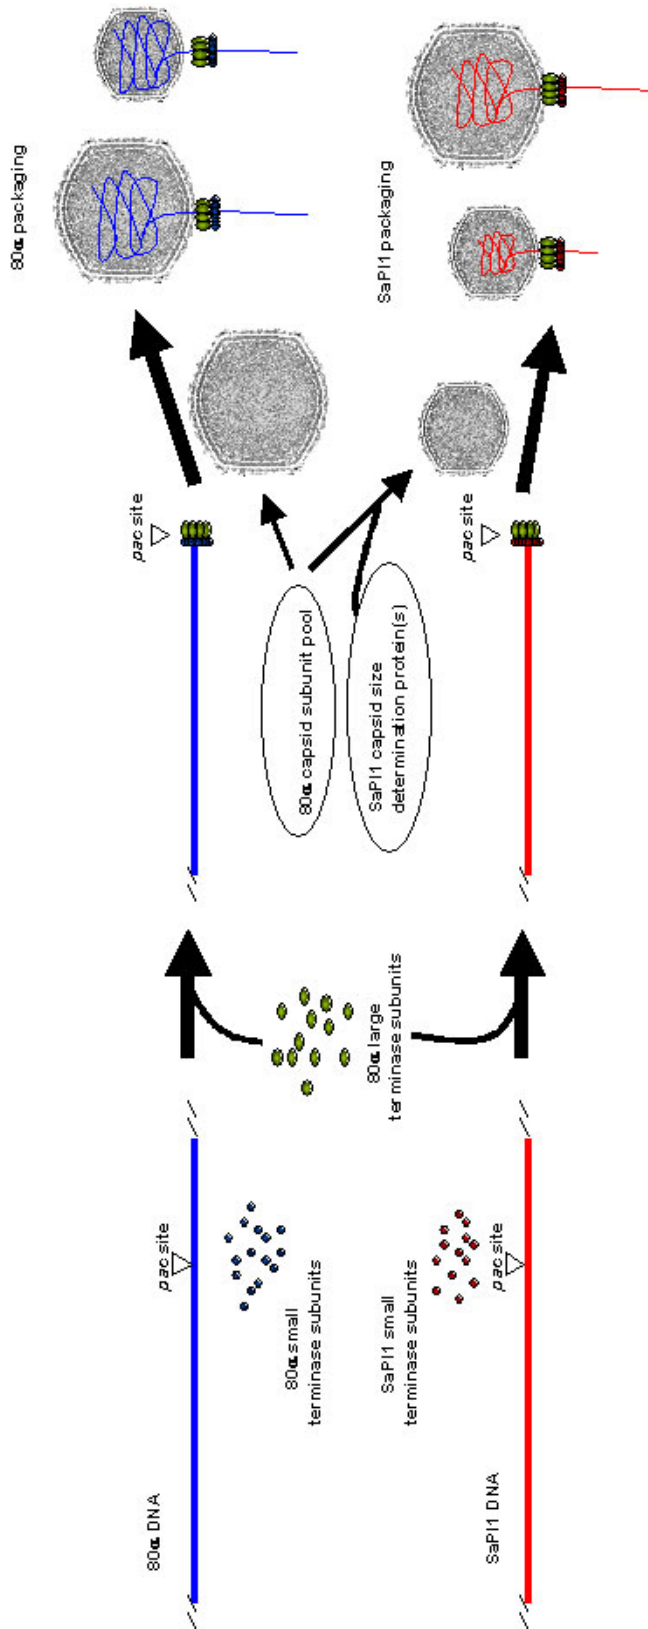 80α DNA
pac site
80α small
terminase subunits
SaPI1 small
terminase subunits
pac site
SaPI1 DNA
80α large
terminase subunits
pac site
80α capsid subunit pool
SaPI1 capsid size
determination protein(s)
pac site
80α packaging
SaPI1 packaging